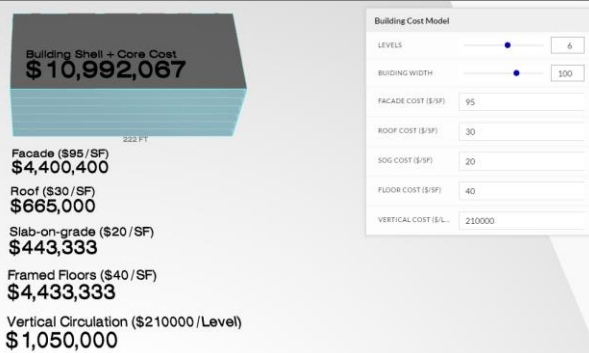 Building Shell + Core Cost
$10,992,067
222 FT
Facade ($95/SF)
$4,400,400
Roof ($30/SF)
$665,000
Slab-on-grade ($20/SF)
$443,333
Framed Floors ($40/SF)
$4,433,333
Vertical Circulation ($210000/Level)
$1,050,000
Building Cost Model
LEVELS 6
BUIDING WIDTH 100
FACADE COST ($/SF) 95
ROOF COST ($/SF) 30
SOG COST ($/SF) 20
FLOOR COST ($/SF) 40
VERTICAL COST ($/L... 210000